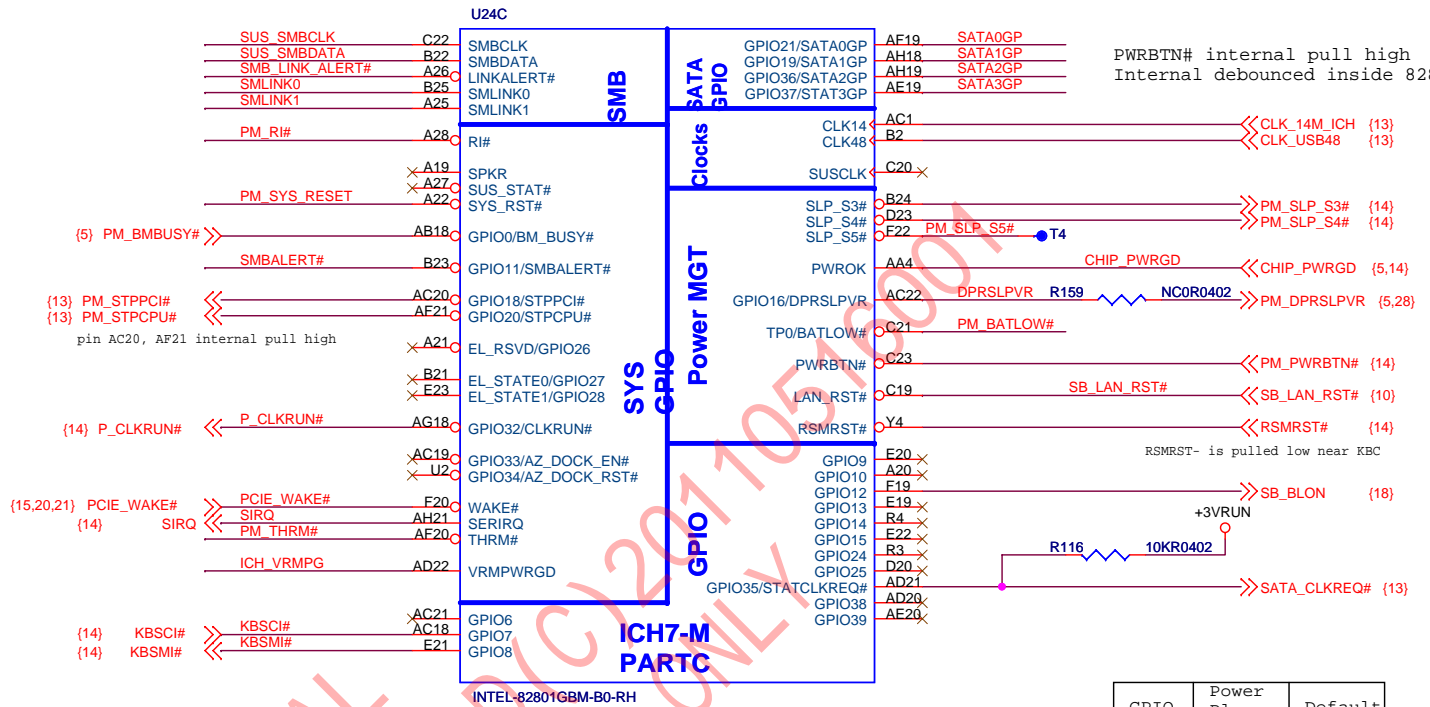 U24C
SUS_SMBCLK C22 SMBCLK
SUS_SMBDATA B22 SMBDATA
SMB_LINK_ALERT# A26 LINKALERT#
SMLINK0 B25 SMLINK0
SMLINK1 A25 SMLINK1
SMB
PM_RI# A28 RI#
A19 SPKR
A27 SUS_STAT#
PM_SYS_RESET A22 SYS_RST#
{5} PM_BMBUSY# AB18 GPIO0/BM_BUSY#
SMBALERT# B23 GPIO11/SMBALERT#
{13} PM_STPPCI# AC20 GPIO18/STPPCI#
{13} PM_STPCPU# AF21 GPIO20/STPCPU#
pin AC20, AF21 internal pull high
A21 EL_RSVD/GPIO26
B21 EL_STATE0/GPIO27
E23 EL_STATE1/GPIO28
SYS
GPIO
{14} P_CLKRUN# P_CLKRUN# AG18 GPIO32/CLKRUN#
AC19 GPIO33/AZ_DOCK_EN#
U2 GPIO34/AZ_DOCK_RST#
{15,20,21} PCIE_WAKE# PCIE_WAKE# F20 WAKE#
{14} SIRQ SIRQ AH21 SERIRQ
PM_THRM# AF20 THRM#
ICH_VRMPG AD22 VRMPWRGD
AC21 GPIO6
{14} KBSCI# KBSCI# AC18 GPIO7
{14} KBSMI# KBSMI# E21 GPIO8
SATA
GPIO
GPIO21/SATA0GP AF19 SATA0GP
GPIO19/SATA1GP AH18 SATA1GP
GPIO36/SATA2GP AH19 SATA2GP
GPIO37/STAT3GP AE19 SATA3GP
PWRBTN# internal pull high
Internal debounced inside 828
Clocks
CLK14 AC1 CLK_14M_ICH {13}
CLK48 B2 CLK_USB48 {13}
SUSCLK C20
Power MGT
SLP_S3# B24 PM_SLP_S3# {14}
SLP_S4# D23 PM_SLP_S4# {14}
SLP_S5# F22 PM_SLP_S5# T4
PWROK AA4 CHIP_PWRGD CHIP_PWRGD {5,14}
GPIO16/DPRSLPVR AC22 DPRSLPVR R159 NC0R0402 PM_DPRSLPVR {5,28}
TP0/BATLOW# C21 PM_BATLOW#
PWRBTN# C23 PM_PWRBTN# {14}
LAN_RST# C19 SB_LAN_RST# SB_LAN_RST# {10}
RSMRST# Y4 RSMRST# {14}
RSMRST- is pulled low near KBC
GPIO
GPIO9 E20
GPIO10 A20
GPIO12 F19 SB_BLON {18}
GPIO13 E19
GPIO14 R4
GPIO15 E22
GPIO24 R3
GPIO25 D20
+3VRUN
R116 10KR0402
GPIO35/STATCLKREQ# AD21 SATA_CLKREQ# {13}
GPIO38 AD20
GPIO39 AE20
ICH7-M
PARTC
INTEL-82801GBM-B0-RH
Power
Default
D(C)20110516001
ONLY